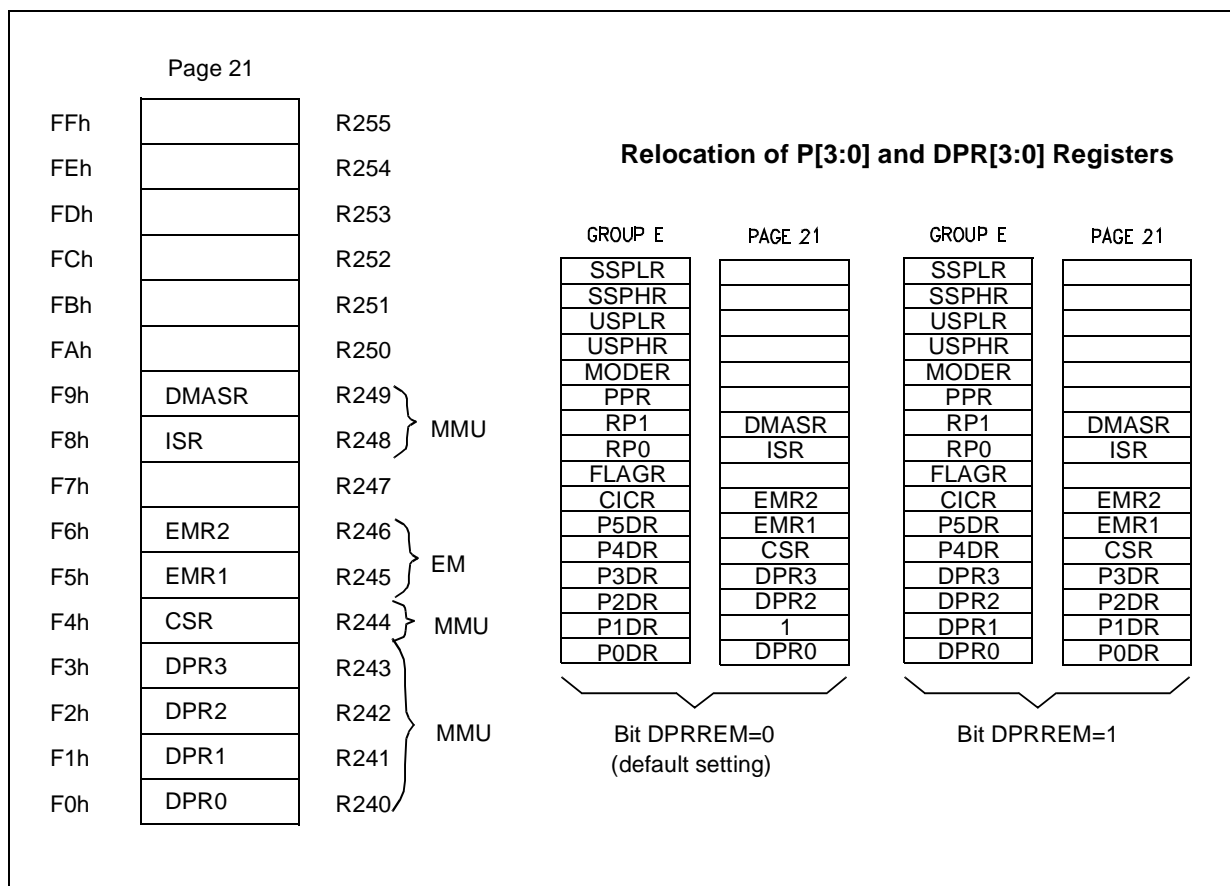 Page 21
FFh R255
FEh R254
FDh R253
FCh R252
FBh R251
FAh R250
F9h DMASR R249
F8h ISR R248
MMU
F7h R247
F6h EMR2 R246
F5h EMR1 R245
EM
F4h CSR R244 MMU
F3h DPR3 R243
F2h DPR2 R242
MMU
F1h DPR1 R241
F0h DPR0 R240
Relocation of P[3:0] and DPR[3:0] Registers
GROUP E PAGE 21 GROUP E PAGE 21
SSPLR SSPLR
SSPHR SSPHR
USPLR USPLR
USPHR USPHR
MODER MODER
PPR PPR
RP1 DMASR RP1 DMASR
RP0 ISR RP0 ISR
FLAGR FLAGR
CICR EMR2 CICR EMR2
P5DR EMR1 P5DR EMR1
P4DR CSR P4DR CSR
P3DR DPR3 DPR3 P3DR
P2DR DPR2 DPR2 P2DR
P1DR 1 DPR1 P1DR
P0DR DPR0 DPR0 P0DR
Bit DPRREM=0 Bit DPRREM=1
(default setting)